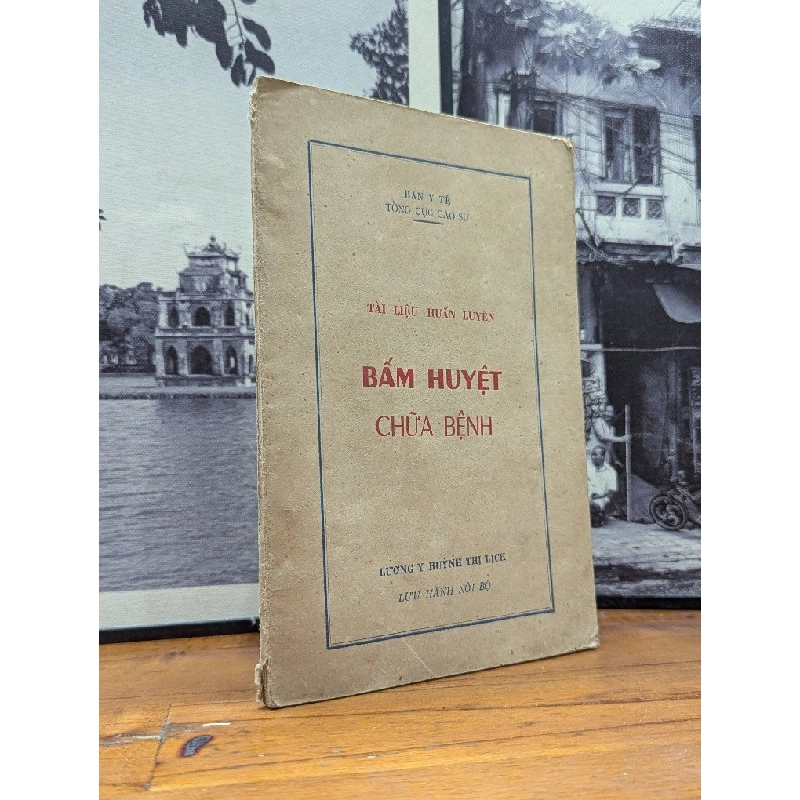 BAN Y TẾ
TỔNG CỤC CAO SU
TÀI LIỆU HUẤN LUYỆN
BẤM HUYỆT
CHỮA BỆNH
LƯƠNG Y HUỲNH THỊ LỊCH
LƯU HÀNH NỘI BỘ